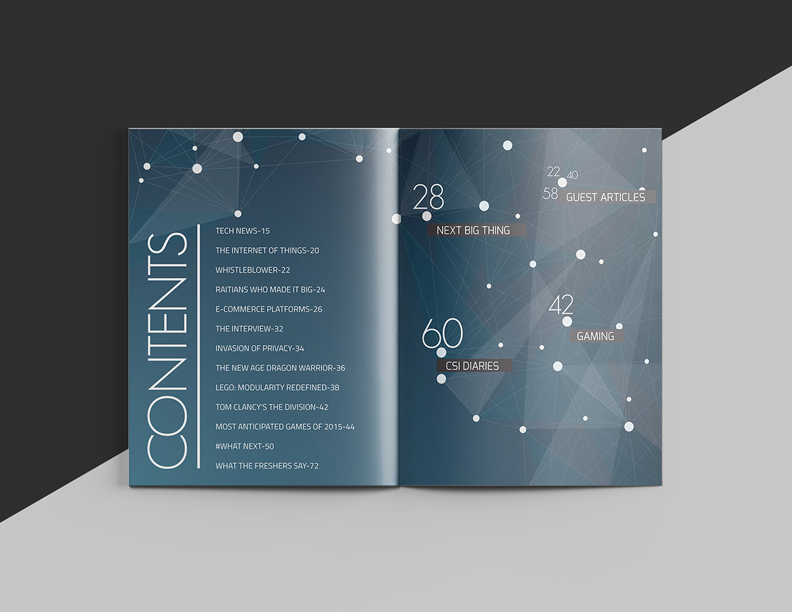 CONTENTS
TECH NEWS-15
THE INTERNET OF THINGS-20
WHISTLEBLOWER-22
RAITIANS WHO MADE IT BIG-24
E-COMMERCE PLATFORMS-26
THE INTERVIEW-32
INVASION OF PRIVACY-34
THE NEW AGE DRAGON WARRIOR-36
LEGO: MODULARITY REDEFINED-38
TOM CLANCY'S THE DIVISION-42
MOST ANTICIPATED GAMES OF 2015-44
#WHAT NEXT-50
WHAT THE FRESHERS SAY-72
28
NEXT BIG THING
22 40
58 GUEST ARTICLES
60
CSI DIARIES
42
GAMING